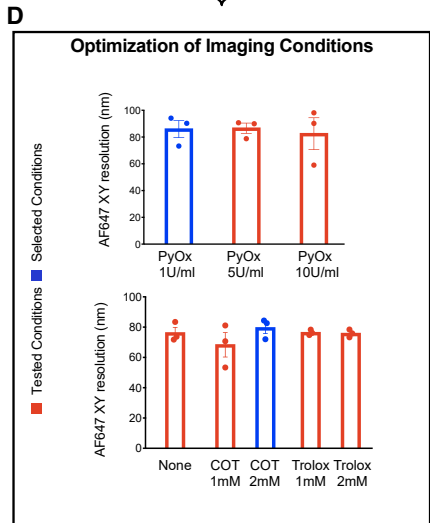 D
Optimization of Imaging Conditions
Tested Conditions
Selected Conditions
AF647 XY resolution (nm)
100
80
60
40
20
0
PyOx PyOx PyOx
1U/ml 5U/ml 10U/ml
AF647 XY resolution (nm)
100
80
60
40
20
0
None COT COT Trolox Trolox
1mM 2mM 1mM 2mM